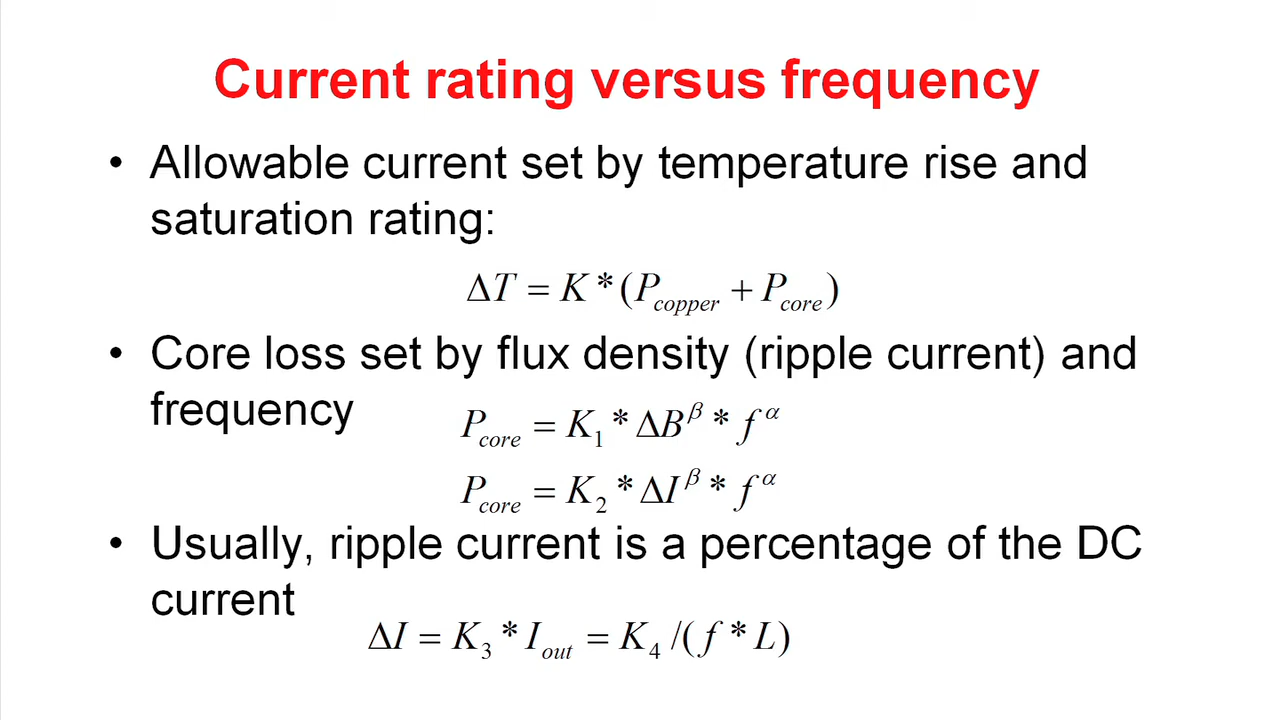 Current rating versus frequency
• Allowable current set by temperature rise and
saturation rating:
ΔT = K * (P_copper + P_core)
• Core loss set by flux density (ripple current) and
frequency
P_core = K_1 * ΔB^β * f^α
P_core = K_2 * ΔI^β * f^α
• Usually, ripple current is a percentage of the DC
current
ΔI = K_3 * I_out = K_4 /(f * L)